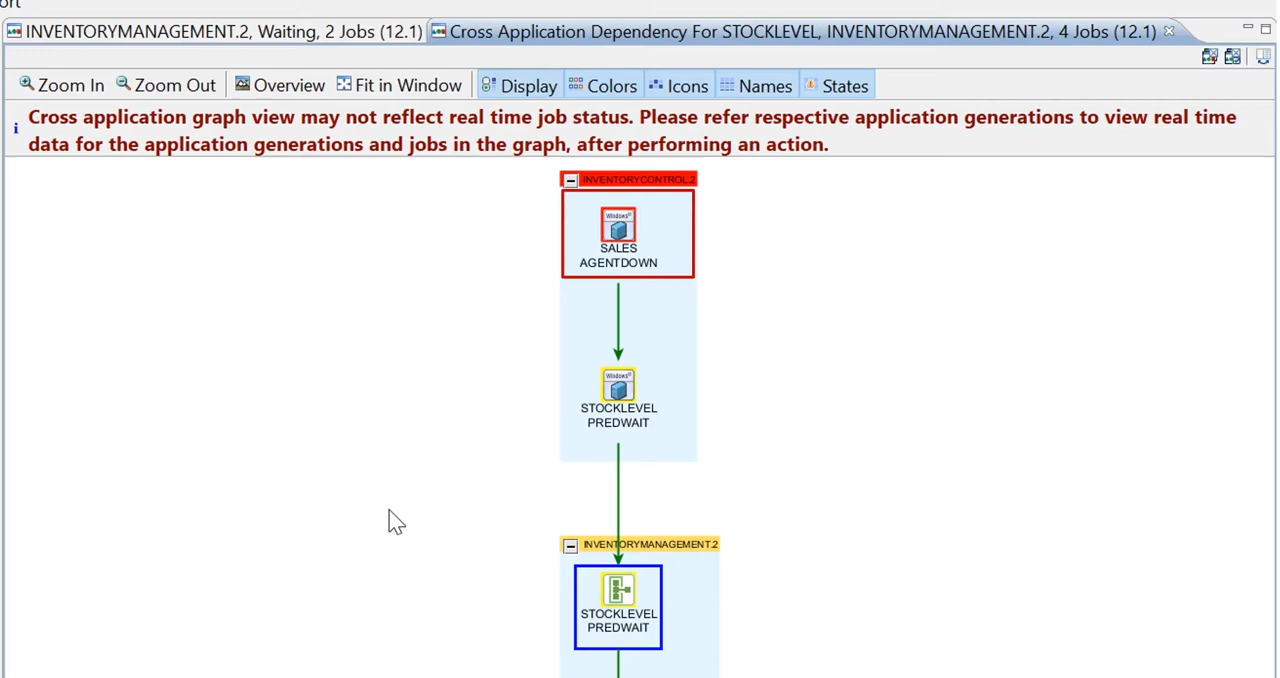 ort
INVENTORYMANAGEMENT.2, Waiting, 2 Jobs (12.1)
Cross Application Dependency For STOCKLEVEL, INVENTORYMANAGEMENT.2, 4 Jobs (12.1)
Zoom In Zoom Out Overview Fit in Window Display Colors Icons Names States
i Cross application graph view may not reflect real time job status. Please refer respective application generations to view real time
data for the application generations and jobs in the graph, after performing an action.
INVENTORYCONTROL.2
Windows
SALES
AGENTDOWN
Windows
STOCKLEVEL
PREDWAIT
INVENTORYMANAGEMENT.2
STOCKLEVEL
PREDWAIT